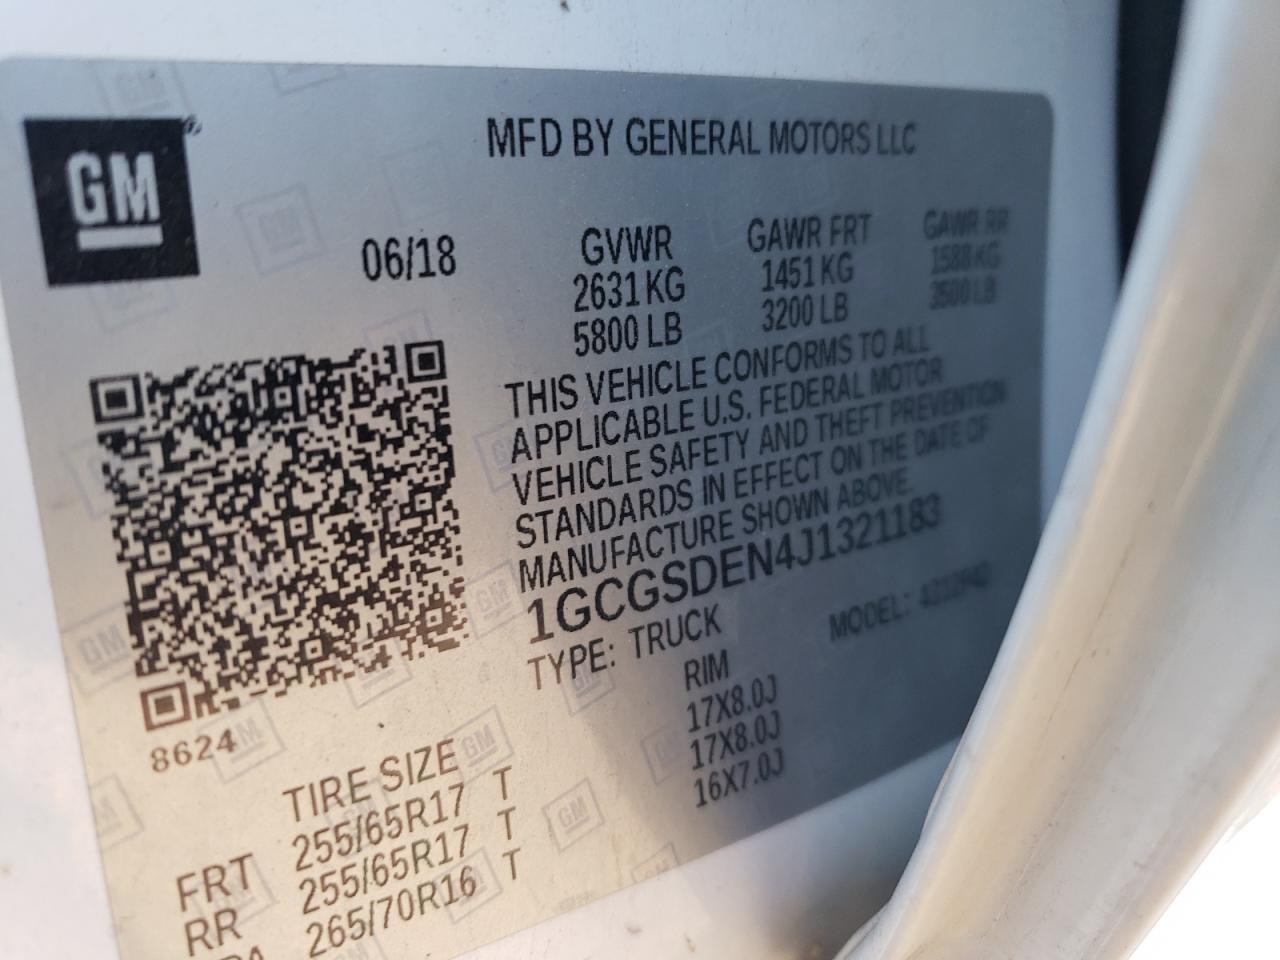 GM
MFD BY GENERAL MOTORS LLC
06/18
GVWR GAWR FRT GAWR RR
2631 KG 1451 KG 1588 KG
5800 LB 3200 LB 3500 LB
THIS VEHICLE CONFORMS TO ALL
APPLICABLE U.S. FEDERAL MOTOR
VEHICLE SAFETY AND THEFT PREVENTION
STANDARDS IN EFFECT ON THE DATE OF
MANUFACTURE SHOWN ABOVE.
1GCGSDEN4J1321183
TYPE: TRUCK MODEL:
8624
TIRE SIZE RIM
FRT 255/65R17 T 17X8.0J
RR 255/65R17 T 17X8.0J
265/70R16 T 16X7.0J